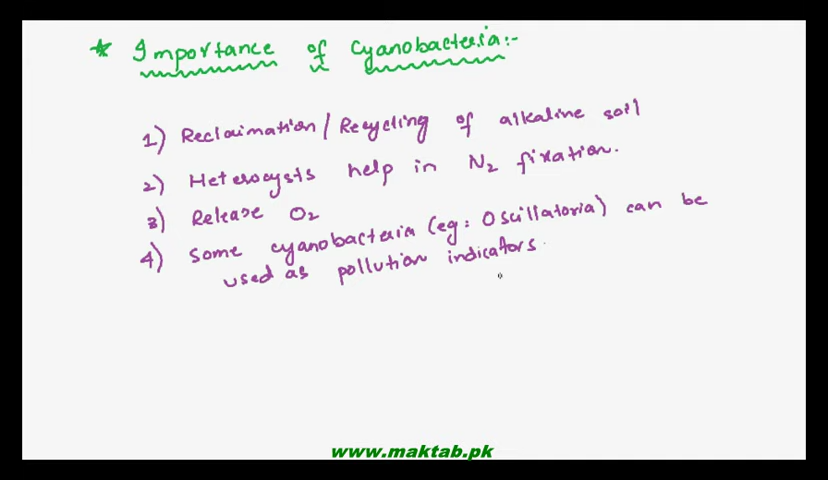 * Importance of Cyanobacteria:-
1) Reclaimation / Recycling of alkaline soil
2) Heterocysts help in N₂ fixation.
3) Release O₂
4) Some cyanobacteria (eg: Oscillatoria) can be
used as pollution indicators.
www.maktab.pk